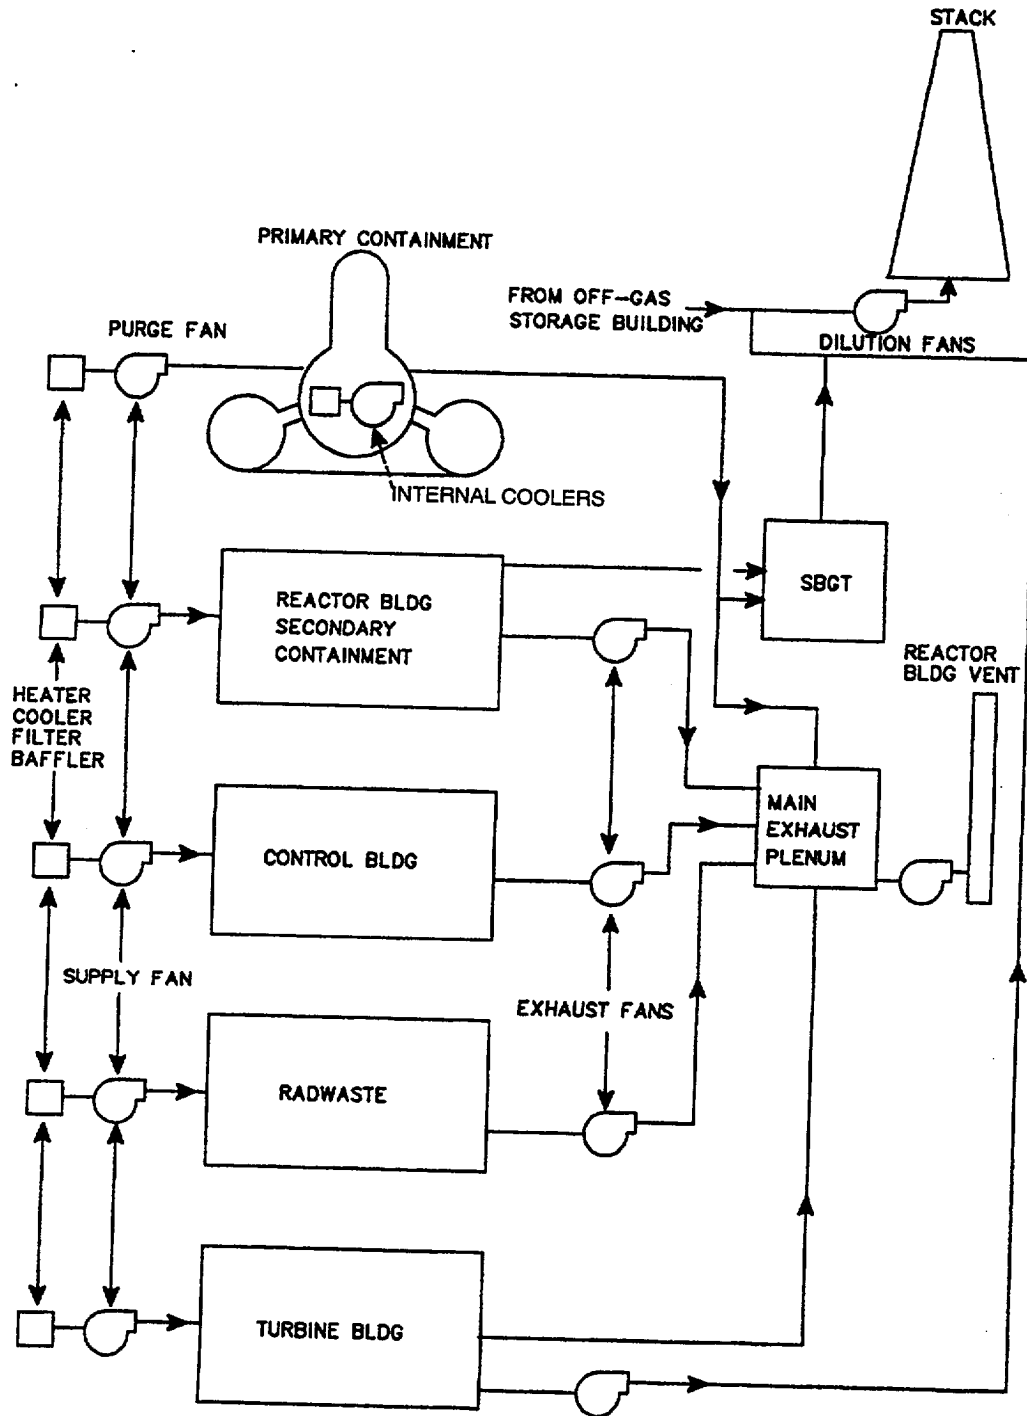 STACK
PRIMARY CONTAINMENT
FROM OFF-GAS
STORAGE BUILDING
PURGE FAN
DILUTION FANS
INTERNAL COOLERS
SBGT
REACTOR BLDG
SECONDARY
CONTAINMENT
REACTOR
BLDG VENT
HEATER
COOLER
FILTER
BAFFLER
MAIN
EXHAUST
PLENUM
CONTROL BLDG
SUPPLY FAN
EXHAUST FANS
RADWASTE
TURBINE BLDG